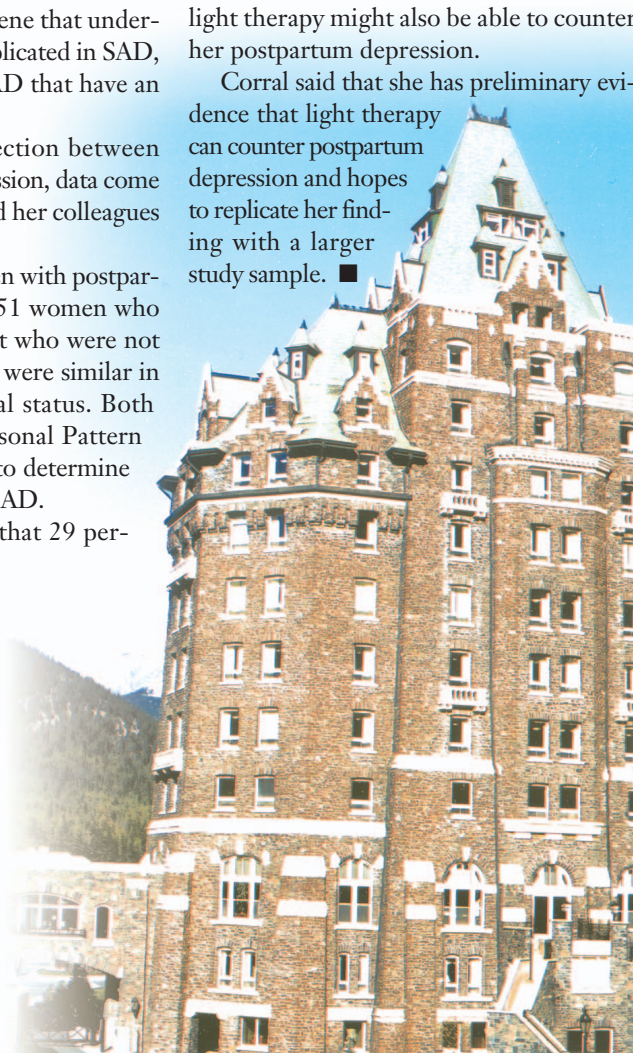 ene that under-
plicated in SAD,
AD that have an
ection between
ssion, data come
d her colleagues
en with postpar-
51 women who
t who were not
were similar in
al status. Both
sonal Pattern
to determine
AD.
that 29 per-
light therapy might also be able to counter
her postpartum depression.
Corral said that she has preliminary evi-
dence that light therapy
can counter postpartum
depression and hopes
to replicate her find-
ing with a larger
study sample. ■